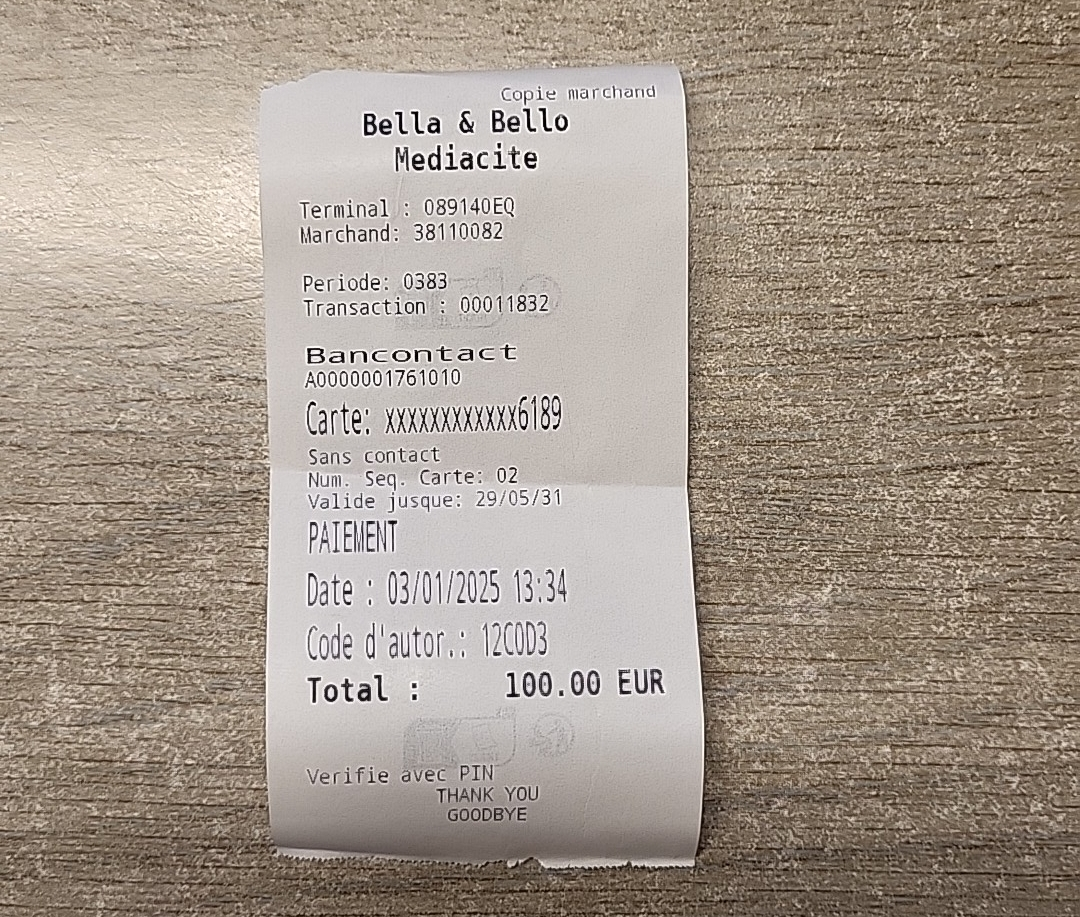 Copie marchand
Bella & Bello
Mediacite
Terminal : 089140EQ
Marchand: 38110082
Periode: 0383
Transaction : 00011832
Bancontact
A0000001761010
Carte: xxxxxxxxxxxxx6189
Sans contact
Num. Seq. Carte: 02
Valide jusque: 29/05/31
PAIEMENT
Date : 03/01/2025 13:34
Code d'autor.: 12C0D3
Total : 100.00 EUR
Verifie avec PIN
THANK YOU
GOODBYE